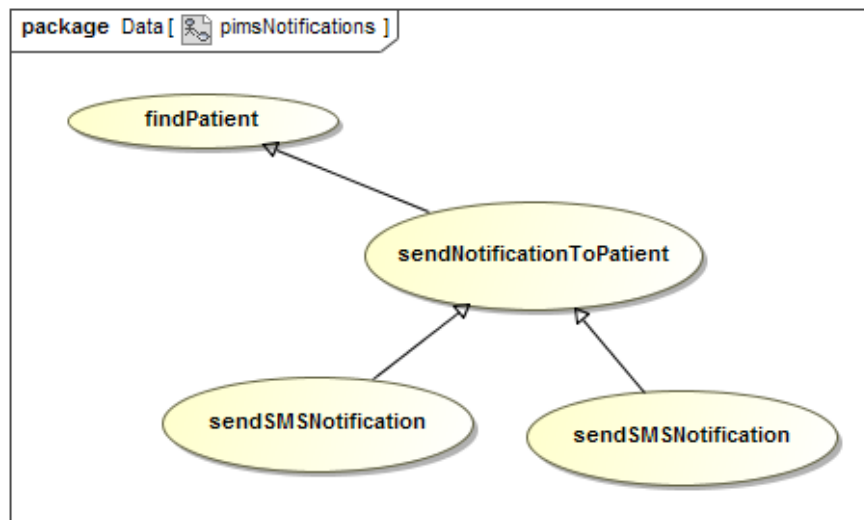 package Data [ pimsNotifications ]
findPatient
sendNotificationToPatient
sendSMSNotification
sendSMSNotification